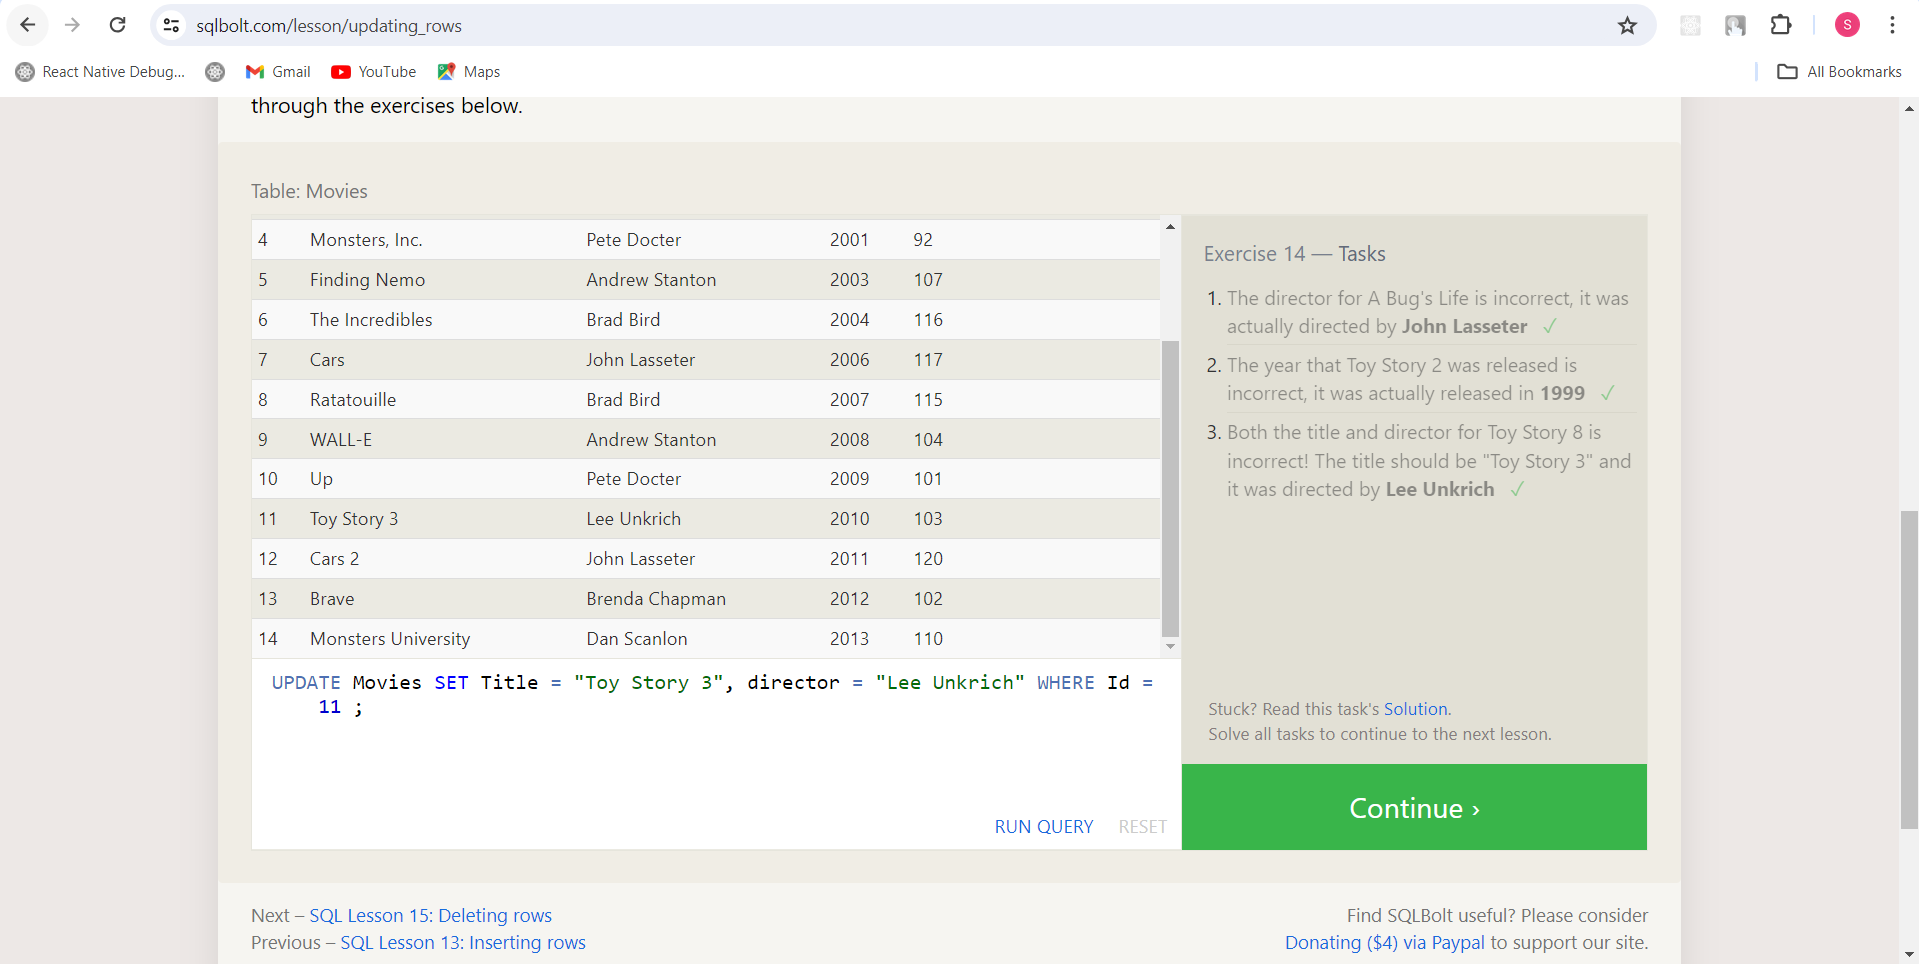 sqlbolt.com/lesson/updating_rows
S
React Native Debug... Gmail YouTube Maps All Bookmarks
through the exercises below.
Table: Movies
4 Monsters, Inc. Pete Docter 2001 92
5 Finding Nemo Andrew Stanton 2003 107
6 The Incredibles Brad Bird 2004 116
7 Cars John Lasseter 2006 117
8 Ratatouille Brad Bird 2007 115
9 WALL-E Andrew Stanton 2008 104
10 Up Pete Docter 2009 101
11 Toy Story 3 Lee Unkrich 2010 103
12 Cars 2 John Lasseter 2011 120
13 Brave Brenda Chapman 2012 102
14 Monsters University Dan Scanlon 2013 110
UPDATE Movies SET Title = "Toy Story 3", director = "Lee Unkrich" WHERE Id =
11 ;
RUN QUERY RESET
Exercise 14 — Tasks
1. The director for A Bug's Life is incorrect, it was
actually directed by John Lasseter ✓
2. The year that Toy Story 2 was released is
incorrect, it was actually released in 1999 ✓
3. Both the title and director for Toy Story 8 is
incorrect! The title should be "Toy Story 3" and
it was directed by Lee Unkrich ✓
Stuck? Read this task's Solution.
Solve all tasks to continue to the next lesson.
Continue ›
Next – SQL Lesson 15: Deleting rows
Previous – SQL Lesson 13: Inserting rows
Find SQLBolt useful? Please consider
Donating ($4) via Paypal to support our site.